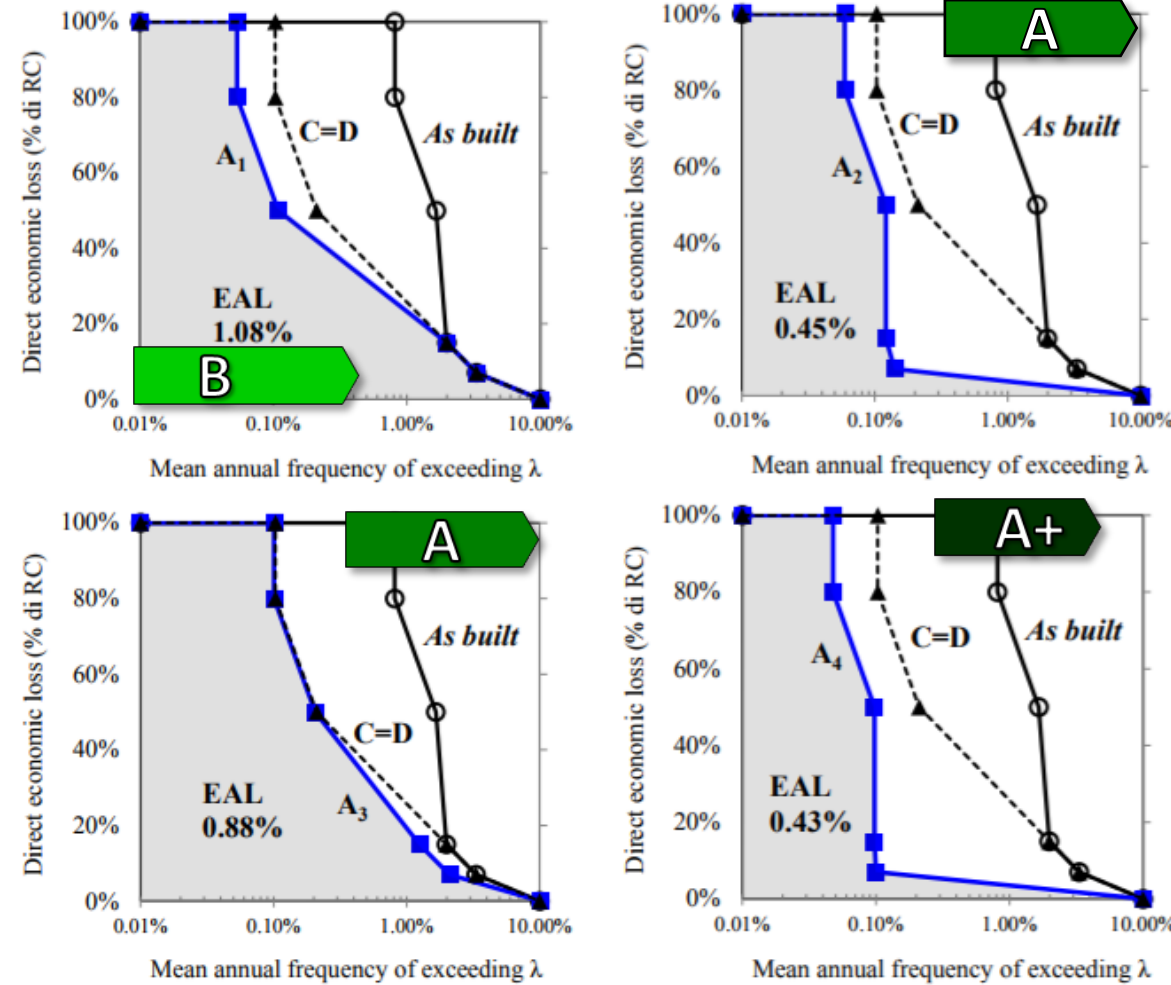 Direct economic loss (% di RC)
100%
80%
60%
40%
20%
0%
A1
C=D
As built
EAL
1.08%
B
0.01%
0.10%
1.00%
10.00%
Mean annual frequency of exceeding λ
Direct economic loss (% di RC)
100%
80%
60%
40%
20%
0%
A
A2
C=D
As built
EAL
0.45%
0.01%
0.10%
1.00%
10.00%
Mean annual frequency of exceeding λ
Direct economic loss (% di RC)
100%
80%
60%
40%
20%
0%
A
As built
C=D
EAL
0.88%
A3
0.01%
0.10%
1.00%
10.00%
Mean annual frequency of exceeding λ
Direct economic loss (% di RC)
100%
80%
60%
40%
20%
0%
A+
A4
C=D
As built
EAL
0.43%
0.01%
0.10%
1.00%
10.00%
Mean annual frequency of exceeding λ